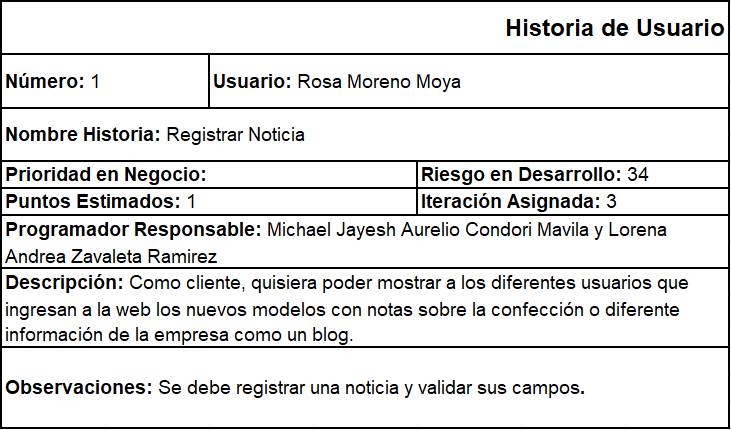 Historia de Usuario
Número: 1 Usuario: Rosa Moreno Moya
Nombre Historia: Registrar Noticia
Prioridad en Negocio: Riesgo en Desarrollo: 34
Puntos Estimados: 1 Iteración Asignada: 3
Programador Responsable: Michael Jayesh Aurelio Condori Mavila y Lorena
Andrea Zavaleta Ramirez
Descripción: Como cliente, quisiera poder mostrar a los diferentes usuarios que
ingresan a la web los nuevos modelos con notas sobre la confección o diferente
información de la empresa como un blog.
Observaciones: Se debe registrar una noticia y validar sus campos.